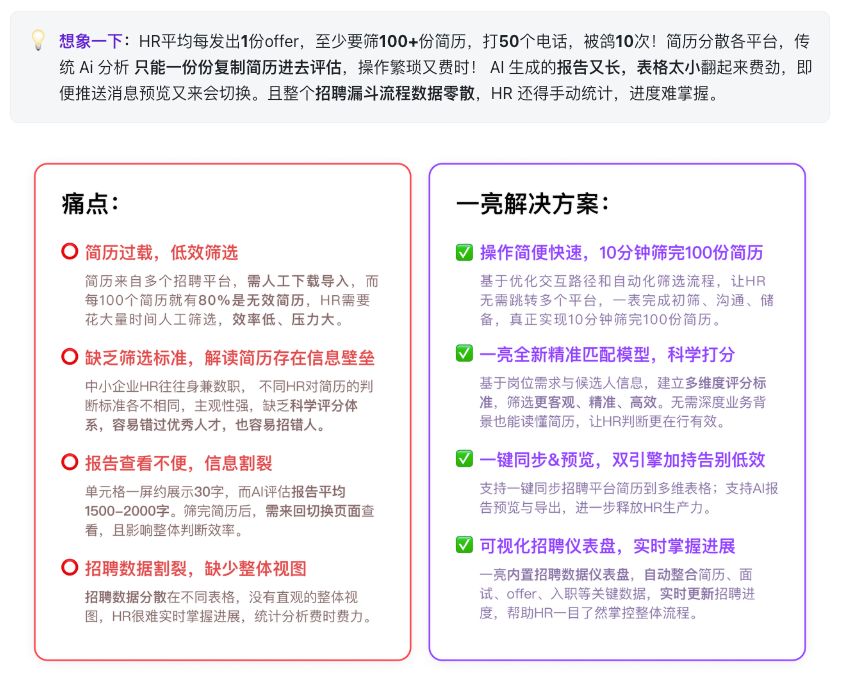 想象一下：HR平均每发出1份offer，至少要筛100+份简历，打50个电话，被鸽10次！简历分散各平台，传
统 Ai 分析 只能一份份复制简历进去评估，操作繁琐又费时！ AI 生成的报告又长，表格太小翻起来费劲，即
便推送消息预览又来会切换。且整个招聘漏斗流程数据零散，HR 还得手动统计，进度难掌握。
痛点：
简历过载，低效筛选
简历来自多个招聘平台，需人工下载导入，而
每100个简历就有80%是无效简历，HR需要
花大量时间人工筛选，效率低、压力大。
缺乏筛选标准，解读简历存在信息壁垒
中小企业HR往往身兼数职， 不同HR对简历的判
断标准各不相同，主观性强，缺乏科学评分体
系，容易错过优秀人才，也容易招错人。
报告查看不便，信息割裂
单元格一屏约展示30字，而AI评估报告平均
1500-2000字。筛完简历后，需来回切换页面查
看，且影响整体判断效率。
招聘数据割裂，缺少整体视图
招聘数据分散在不同表格，没有直观的整体视
图，HR很难实时掌握进展，统计分析费时费力。
一亮解决方案：
操作简便快速，10分钟筛完100份简历
基于优化交互路径和自动化筛选流程，让HR
无需跳转多个平台，一表完成初筛、沟通、储
备，真正实现10分钟筛完100份简历。
一亮全新精准匹配模型，科学打分
基于岗位需求与候选人信息，建立多维度评分标
准，筛选更客观、精准、高效。无需深度业务背
景也能读懂简历，让HR判断更在行有效。
一键同步&预览，双引擎加持告别低效
支持一键同步招聘平台简历到多维表格；支持AI报
告预览与导出，进一步释放HR生产力。
可视化招聘仪表盘，实时掌握进展
一亮内置招聘数据仪表盘，自动整合简历、面
试、offer、入职等关键数据，实时更新招聘进
度，帮助HR一目了然掌控整体流程。